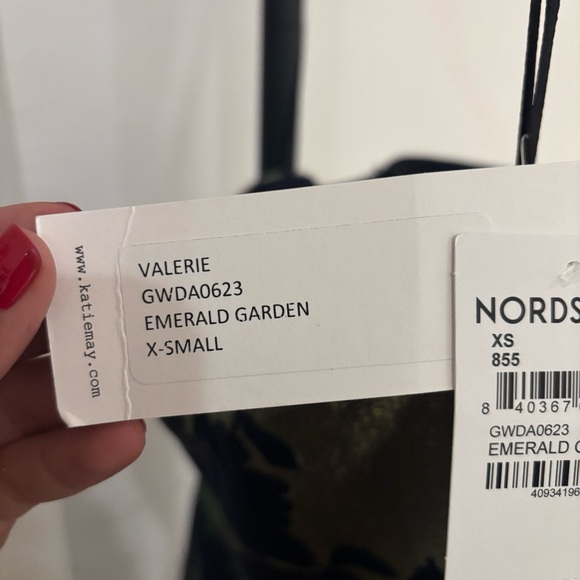 www.katiemay.com
VALERIE
GWDA0623
EMERALD GARDEN
X-SMALL
NORDS
XS
855
8 40367
GWDA0623
EMERALD
40934196